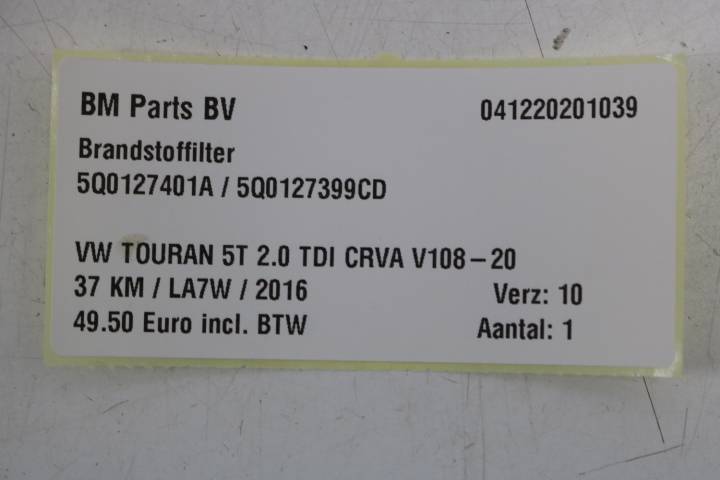 BM Parts BV 041220201039
Brandstoffilter
5Q0127401A / 5Q0127399CD
VW TOURAN 5T 2.0 TDI CRVA V108-20
37 KM / LA7W / 2016 Verz: 10
49.50 Euro incl. BTW Aantal: 1